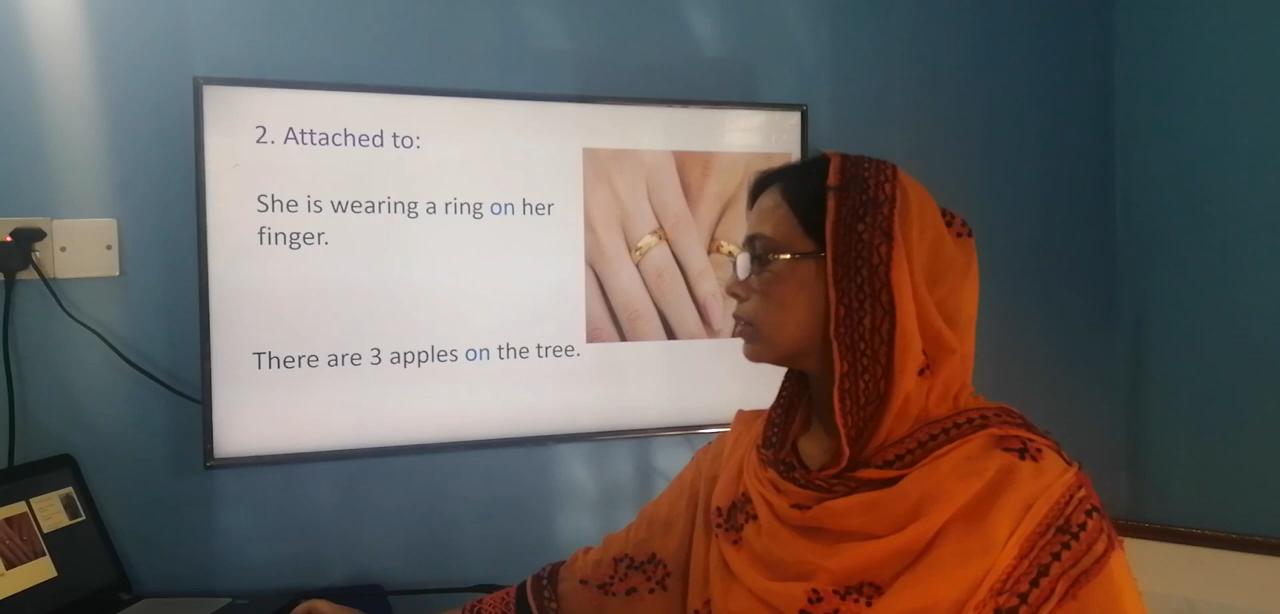 2. Attached to:
She is wearing a ring on her
finger.
There are 3 apples on the tree.